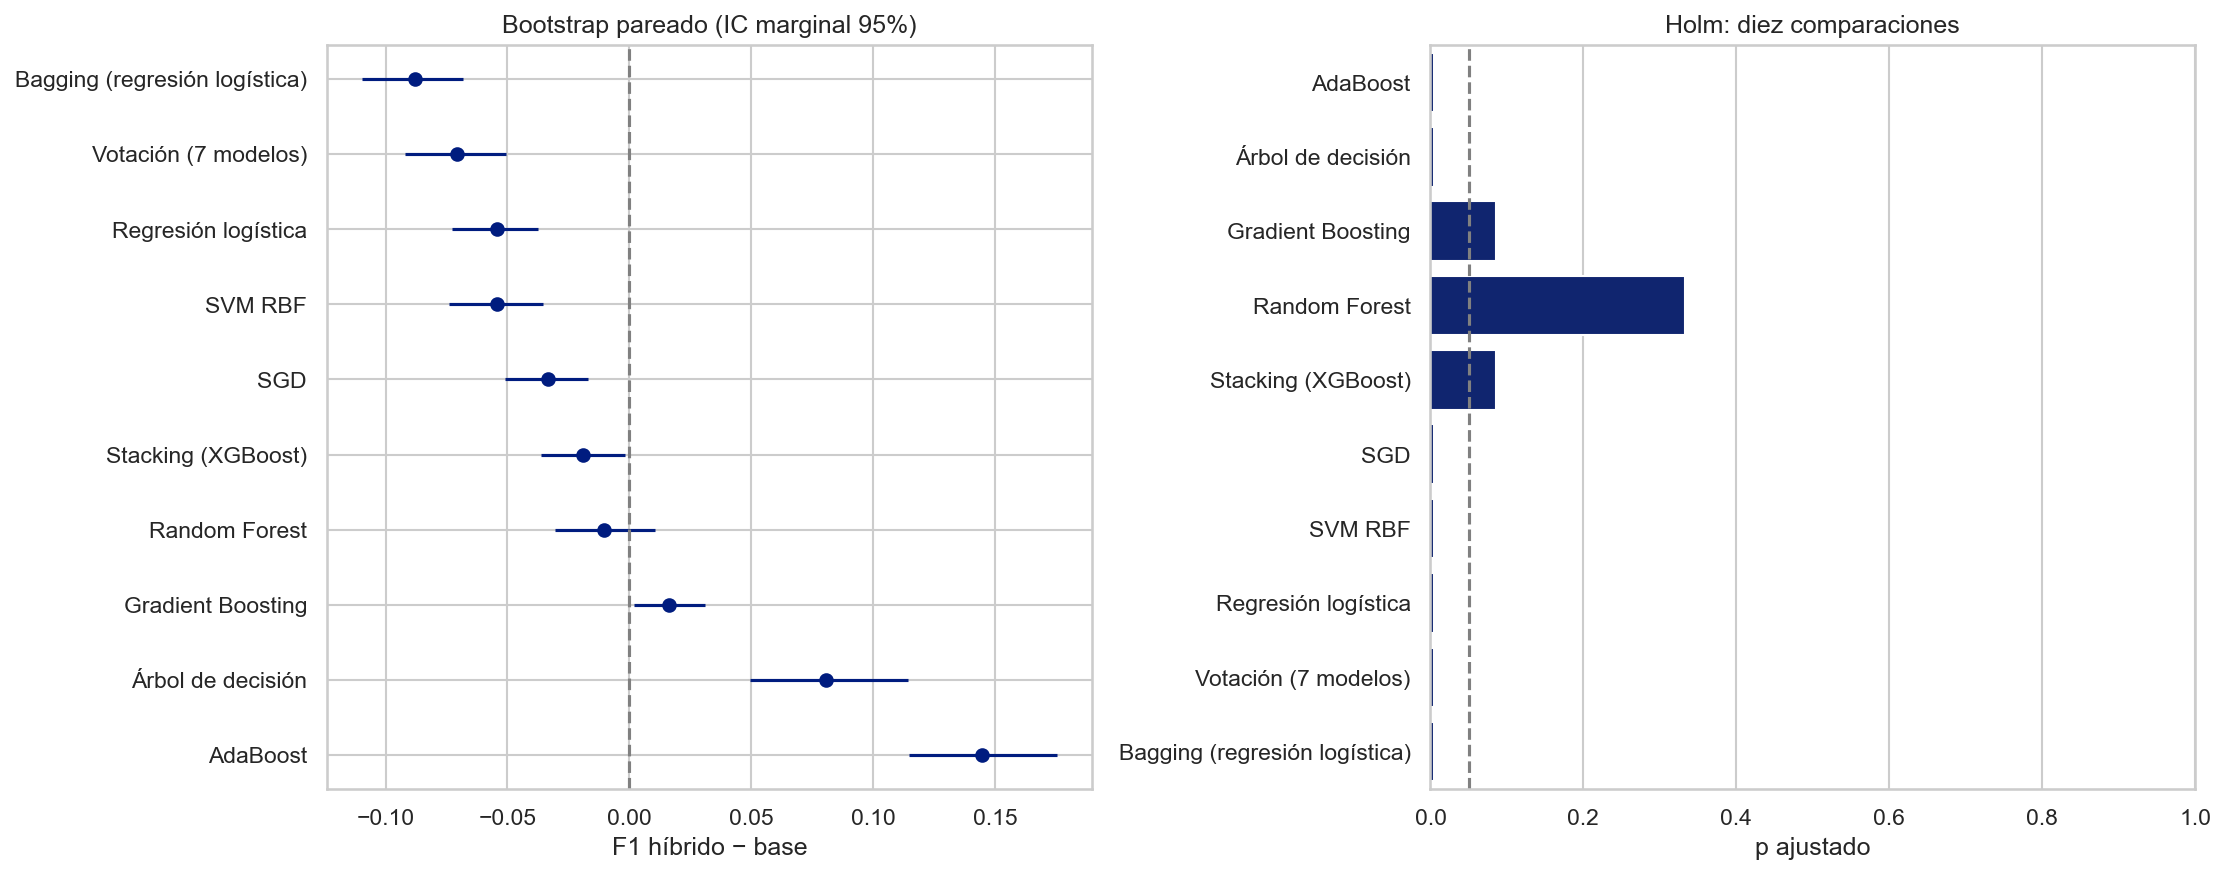 Bootstrap pareado (IC marginal 95%)
Bagging (regresión logística)
Votación (7 modelos)
Regresión logística
SVM RBF
SGD
Stacking (XGBoost)
Random Forest
Gradient Boosting
Árbol de decisión
AdaBoost
−0.10 −0.05 0.00 0.05 0.10 0.15
F1 híbrido − base
Holm: diez comparaciones
AdaBoost
Árbol de decisión
Gradient Boosting
Random Forest
Stacking (XGBoost)
SGD
SVM RBF
Regresión logística
Votación (7 modelos)
Bagging (regresión logística)
0.0 0.2 0.4 0.6 0.8 1.0
p ajustado